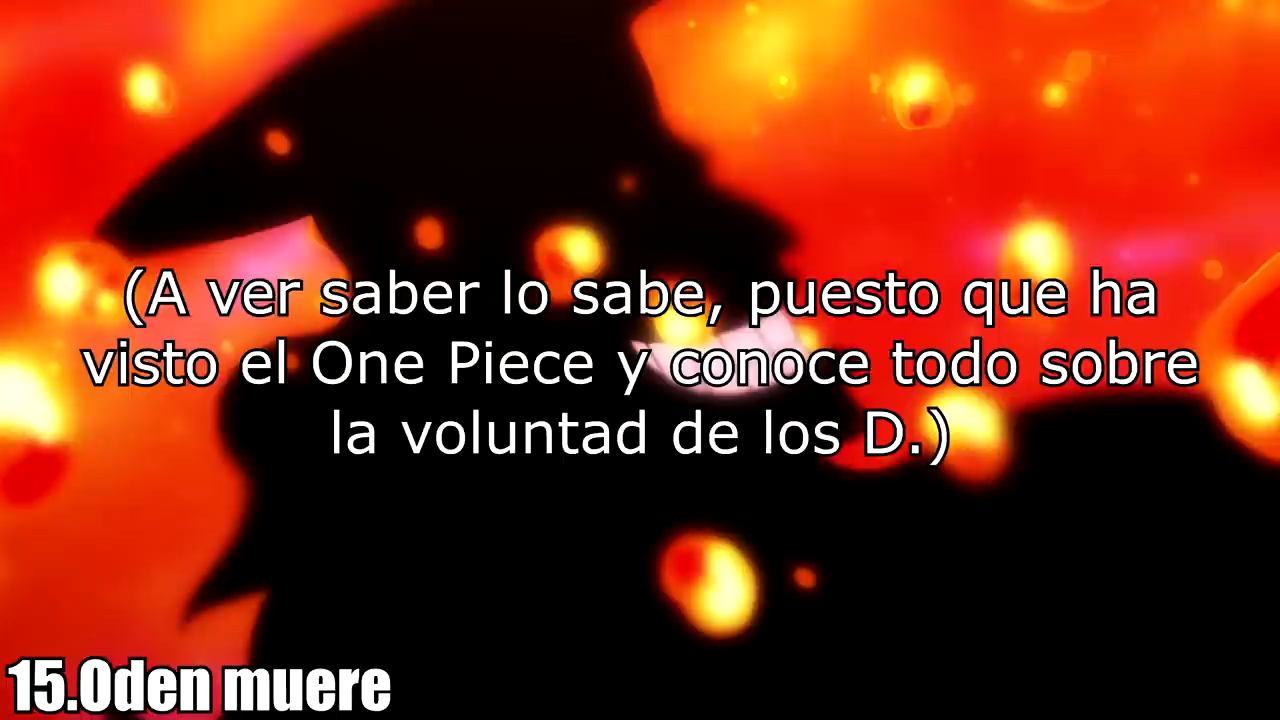 (A ver saber lo sabe, puesto que ha
visto el One Piece y conoce todo sobre
la voluntad de los D.)
15.Oden muere